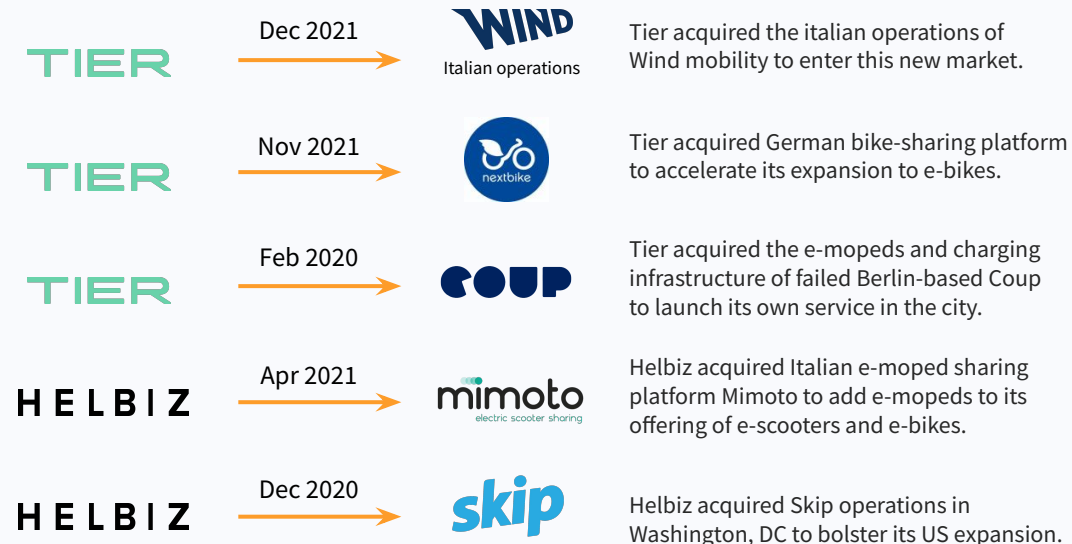 TIER
Dec 2021
WIND
Italian operations
Tier acquired the italian operations of
Wind mobility to enter this new market.
TIER
Nov 2021
nextbike
Tier acquired German bike-sharing platform
to accelerate its expansion to e-bikes.
TIER
Feb 2020
COUP
Tier acquired the e-mopeds and charging
infrastructure of failed Berlin-based Coup
to launch its own service in the city.
HELBIZ
Apr 2021
mimoto
electric scooter sharing
Helbiz acquired Italian e-moped sharing
platform Mimoto to add e-mopeds to its
offering of e-scooters and e-bikes.
HELBIZ
Dec 2020
skip
Helbiz acquired Skip operations in
Washington, DC to bolster its US expansion.